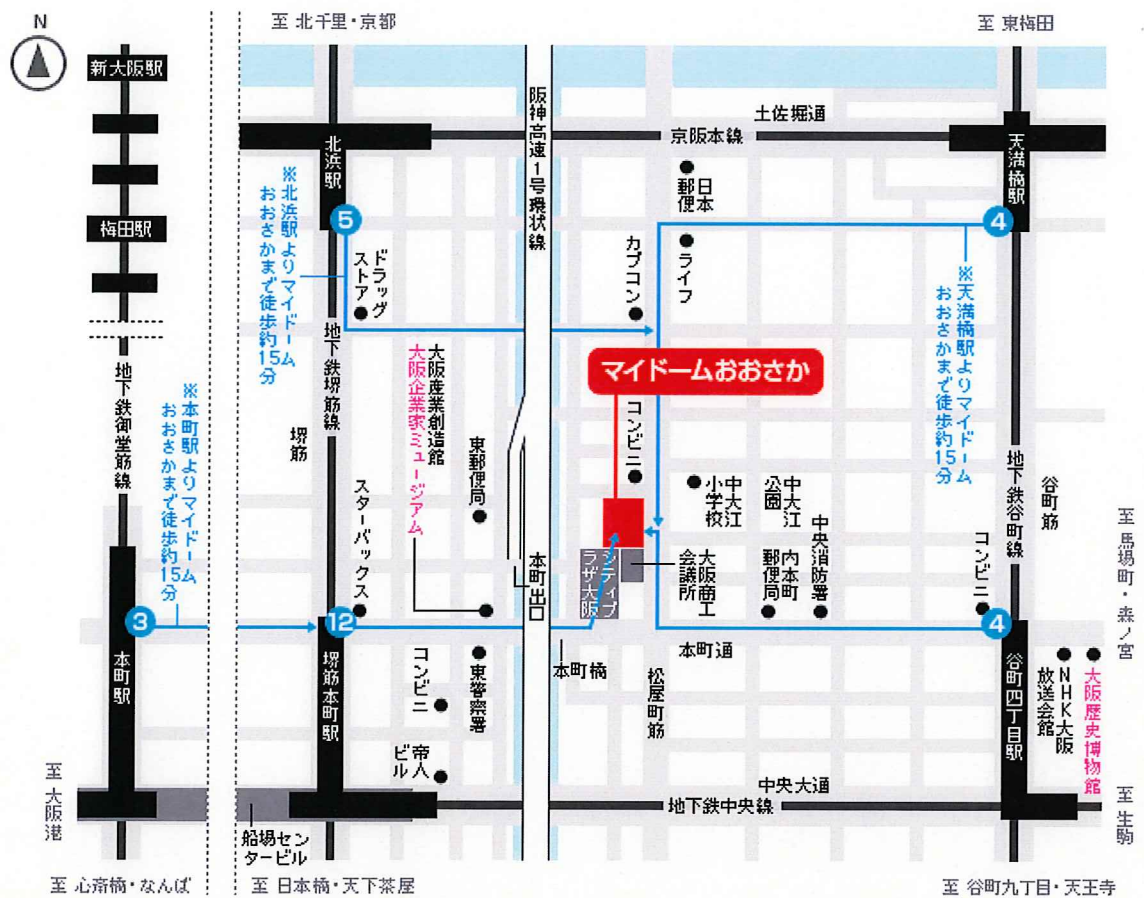 N
至 北千里・京都
至 東梅田
新大阪駅
梅田駅
地下鉄御堂筋線
※本町駅よりマイドーム
おおさかまで徒歩約15分
3
本町駅
至 大阪港
至 心斎橋・なんば
北浜駅
5
※北浜駅よりマイドーム
おおさかまで徒歩約15分
ドラッグ
ストア
地下鉄堺筋線
堺筋
大阪産業創造館
大阪企業家ミュージアム
東郵便局
スターバックス
12
堺筋本町駅
コンビニ
東警察署
帝人
ビル
船場セン
タービル
至 日本橋・天下茶屋
阪神高速1号環状線
本町出口
本町橋
土佐堀通
京阪本線
日本
郵便
ライフ
カプコン
マイドームおおさか
コンビニ
シティプ
ラザ大阪
大阪商工
会議所
中大江
小学校
中大江
公園
内本町
郵便局
中央消防署
本町通
松屋町筋
中央大通
地下鉄中央線
天満橋駅
4
※天満橋駅よりマイドーム
おおさかまで徒歩約15分
地下鉄谷町線
谷町筋
コンビニ
4
谷町四丁目駅
NHK大阪
放送会館
大阪歴史博物館
至 馬場町・森ノ宮
至 生駒
至 谷町九丁目・天王寺